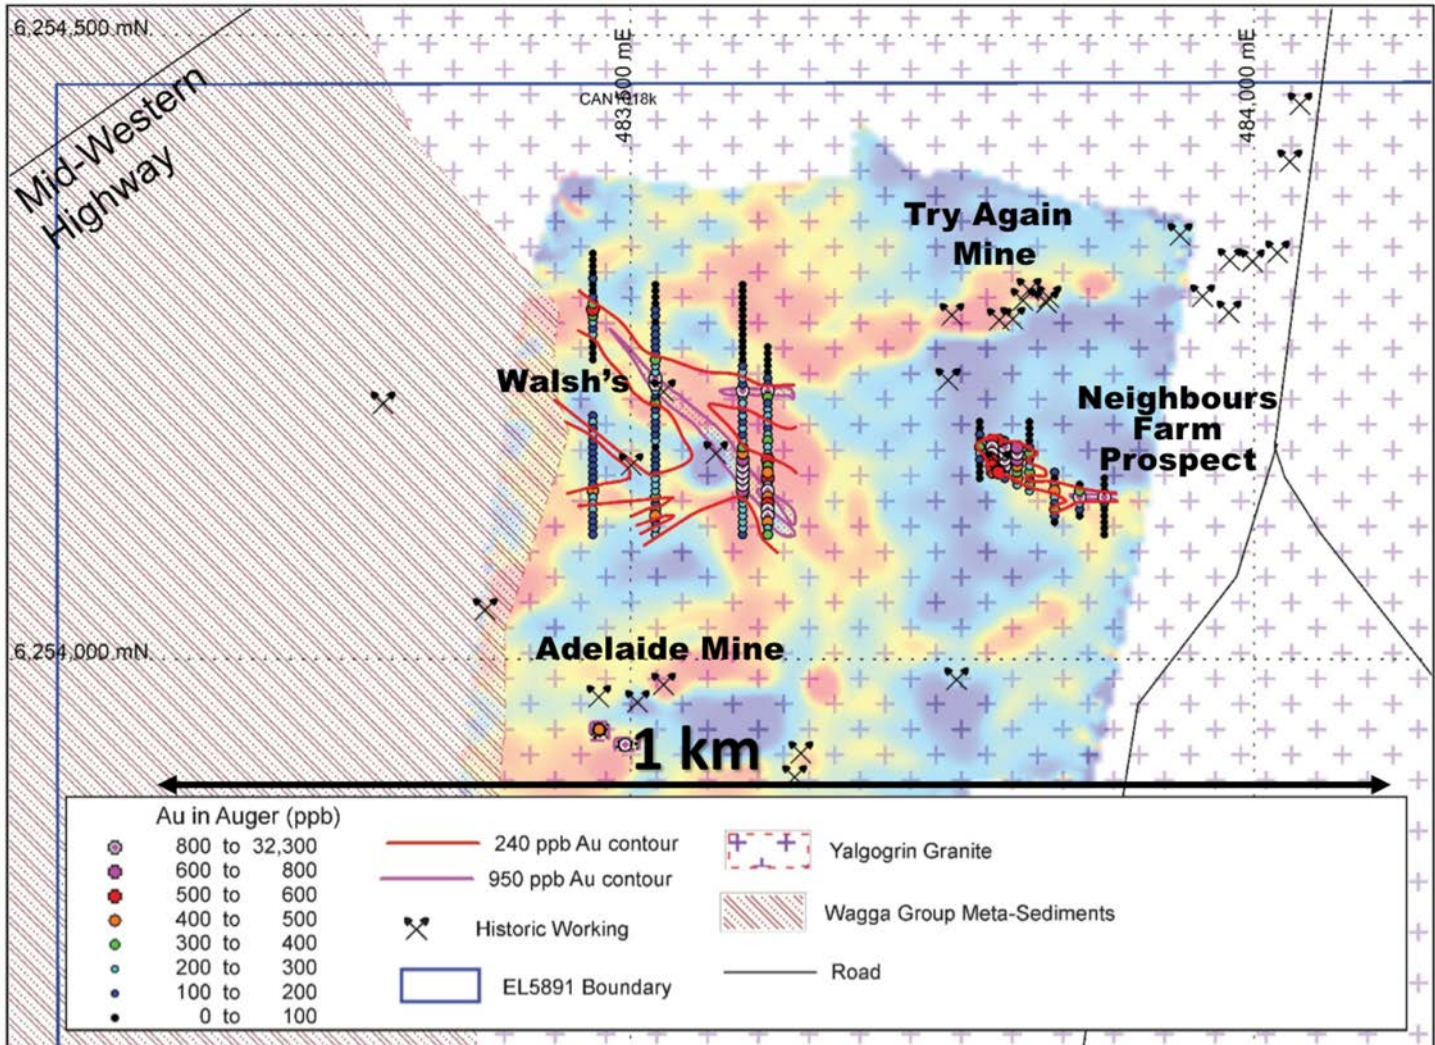 6,254,500 mN
Mid-Western
Highway
CAN1018k
483,500 mE
484,000 mE
Try Again
Mine
Walsh's
Neighbours
Farm
Prospect
6,254,000 mN
Adelaide Mine
1 km
Au in Auger (ppb)
800 to 32,300
600 to 800
500 to 600
400 to 500
300 to 400
200 to 300
100 to 200
0 to 100
240 ppb Au contour
950 ppb Au contour
Historic Working
EL5891 Boundary
Yalgogrin Granite
Wagga Group Meta-Sediments
Road